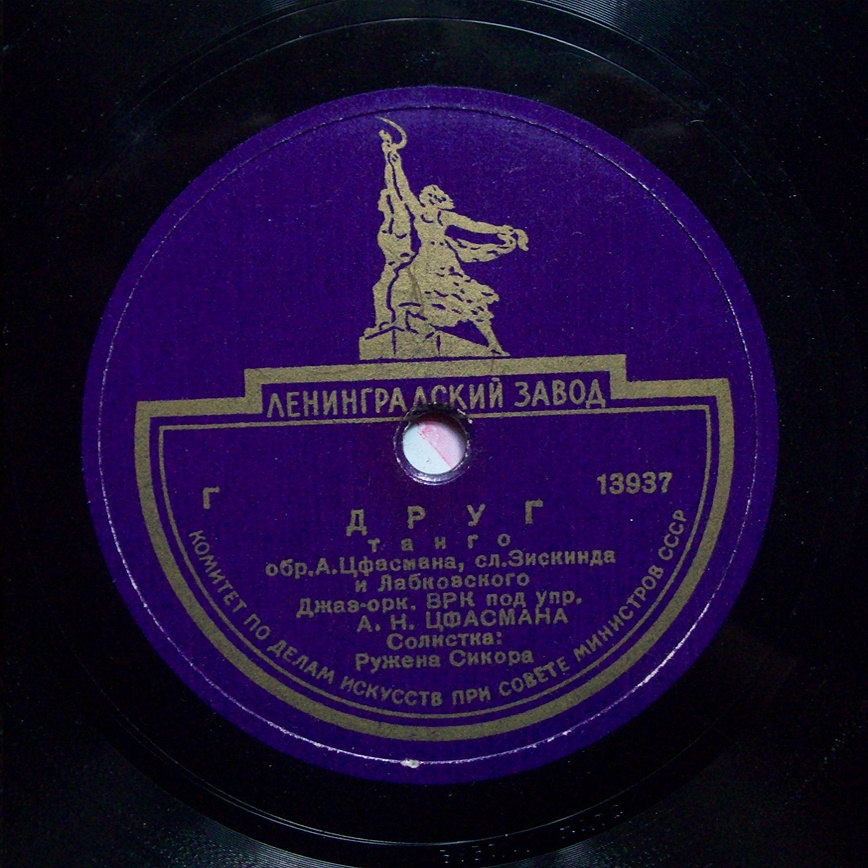 ЛЕНИНГРАДСКИЙ ЗАВОД
Г 13937
ДРУГ
танго
обр.А.Цфасмана, сл.Зискинда
и Лабковского
Джаз-орк. ВРК под упр.
А. Н. ЦФАСМАНА
Солистка:
Ружена Сикора
КОМИТЕТ ПО ДЕЛАМ ИСКУССТВ ПРИ СОВЕТЕ МИНИСТРОВ СССР